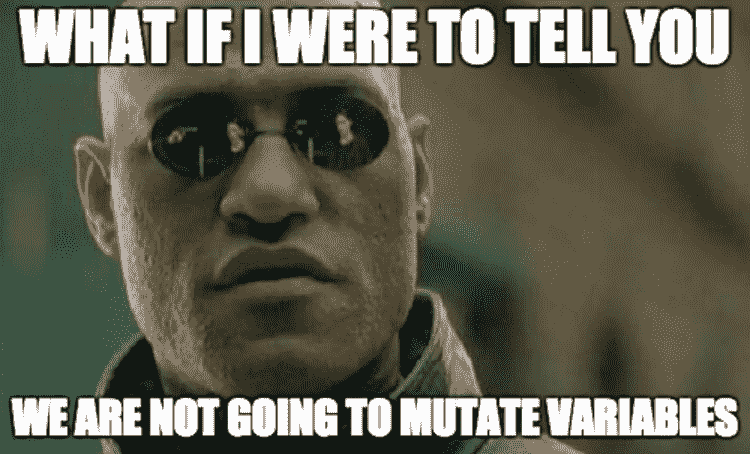 WHAT IF I WERE TO TELL YOU
WE ARE NOT GOING TO MUTATE VARIABLES